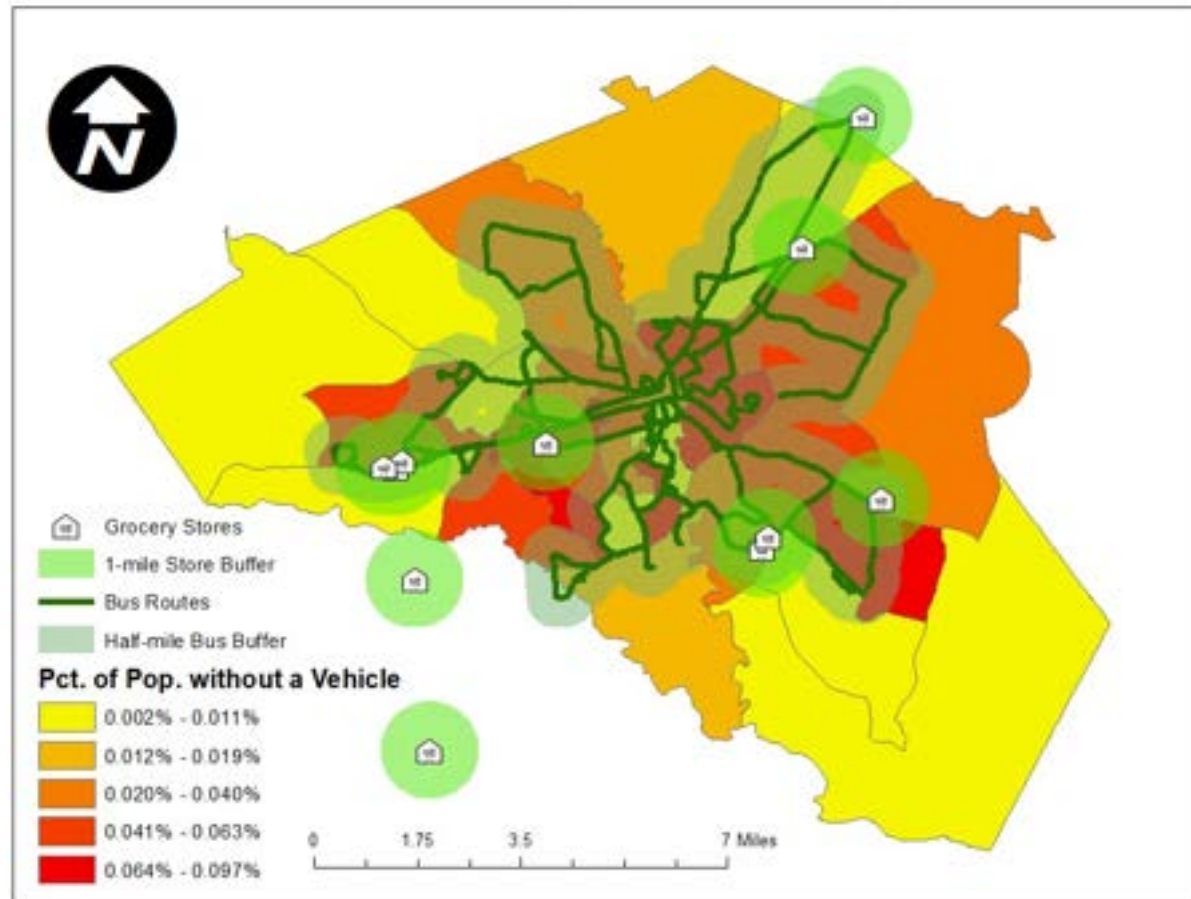 N
Grocery Stores
1-mile Store Buffer
Bus Routes
Half-mile Bus Buffer
Pct. of Pop. without a Vehicle
0.002% - 0.011%
0.012% - 0.019%
0.020% - 0.040%
0.041% - 0.063%
0.064% - 0.097%
0 1.75 3.5 7 Miles